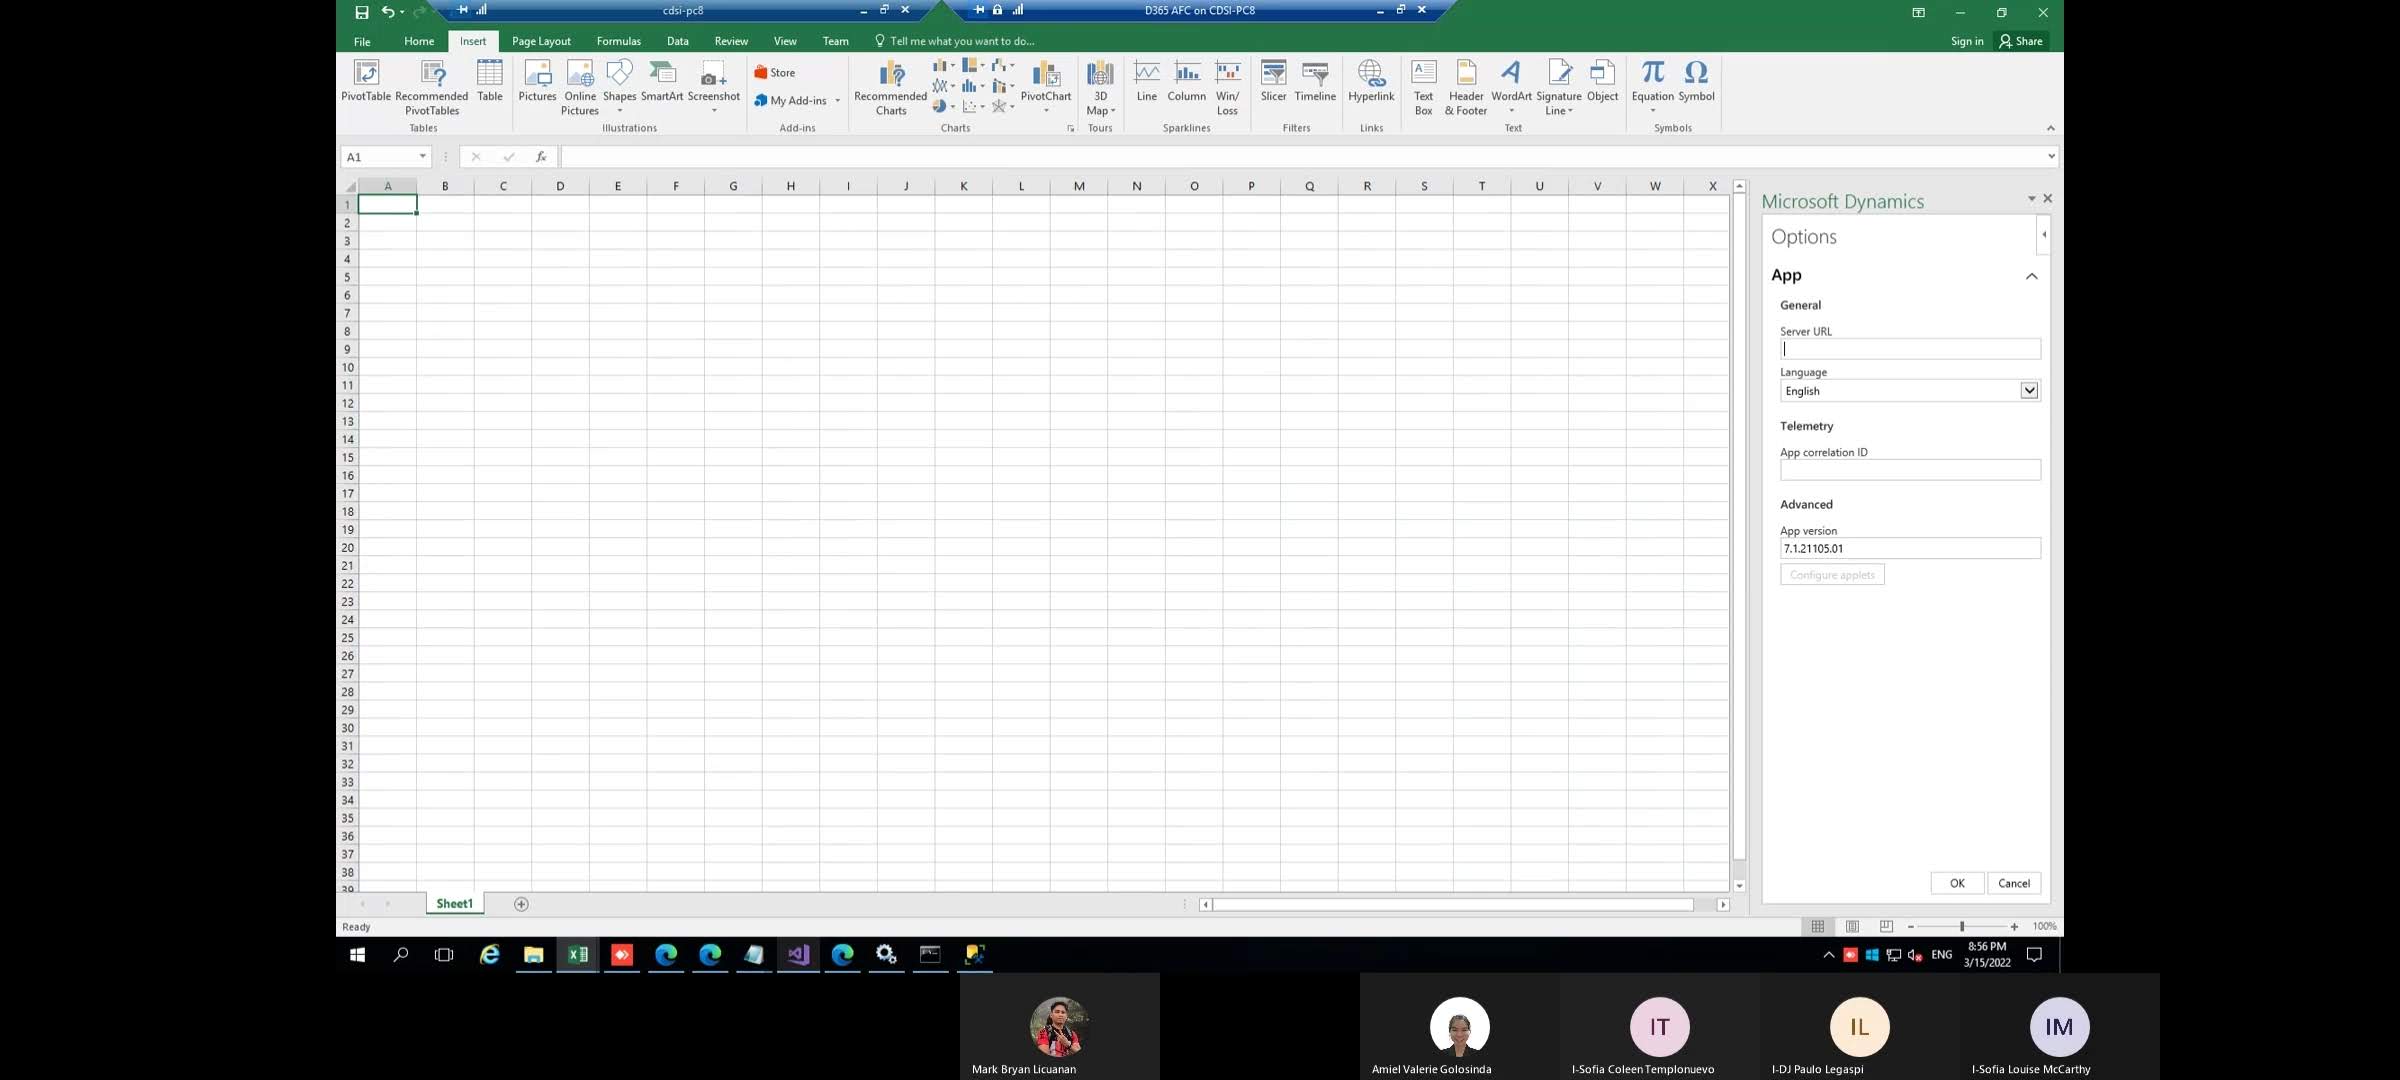 cdsi-pc8
D365 AFC on CDSI-PC8
File Home Insert Page Layout Formulas Data Review View Team Tell me what you want to do...
Sign in Share
PivotTable Recommended PivotTables Table
Pictures Online Pictures Shapes SmartArt Screenshot
Store
My Add-ins
Recommended Charts
PivotChart
3D Map
Line Column Win/Loss
Slicer Timeline
Hyperlink
Text Box Header & Footer WordArt Signature Line Object
Equation Symbol
Tables Illustrations Add-ins Charts Tours Sparklines Filters Links Text Symbols
A1
fx
A B C D E F G H I J K L M N O P Q R S T U V W X
1
2
3
4
5
6
7
8
9
10
11
12
13
14
15
16
17
18
19
20
21
22
23
24
25
26
27
28
29
30
31
32
33
34
35
36
37
38
39
Microsoft Dynamics
Options
App
General
Server URL
Language
English
Telemetry
App correlation ID
Advanced
App version
7.1.21105.01
Configure applets
OK Cancel
Sheet1
Ready
100%
ENG
8:56 PM
3/15/2022
IT
IL
IM
Mark Bryan Licuanan
Amiel Valerie Golosinda
I-Sofia Coleen Templonuevo
I-DJ Paulo Legaspi
I-Sofia Louise McCarthy